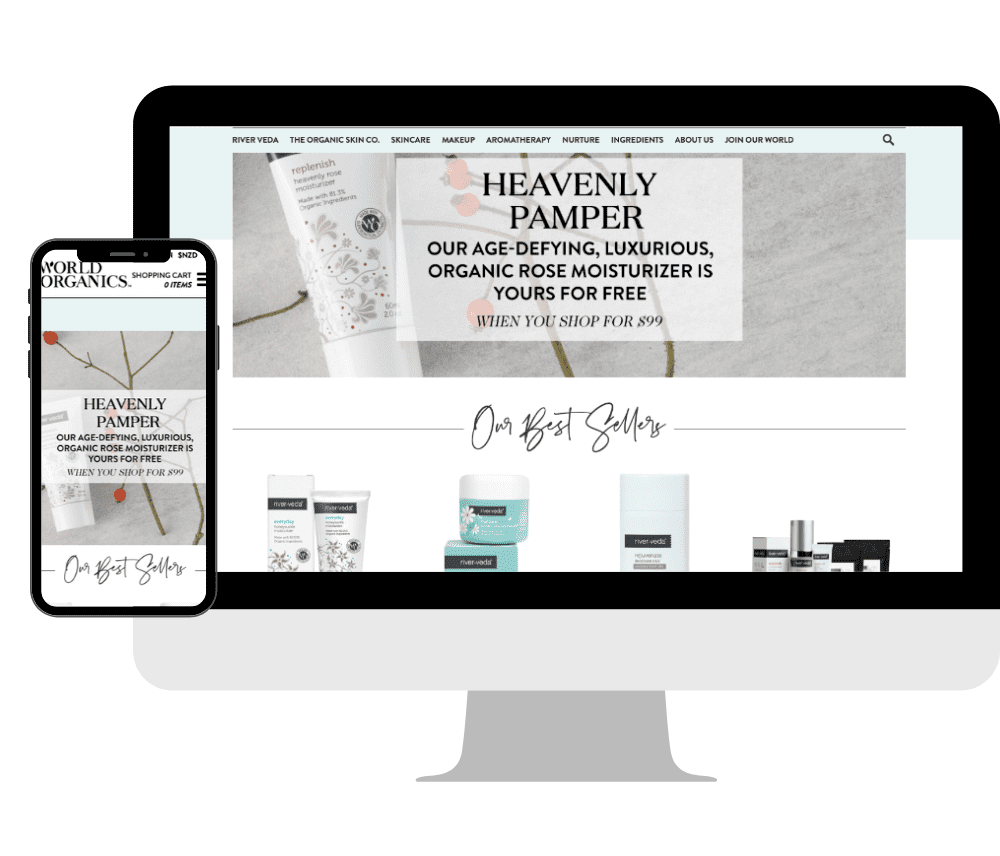 RIVER VEDA THE ORGANIC SKIN CO. SKINCARE MAKEUP AROMATHERAPY NURTURE INGREDIENTS ABOUT US JOIN OUR WORLD
replenish
heavenly rose
moisturizer
Made with 81.3%
Organic Ingredients
HEAVENLY
PAMPER
OUR AGE-DEFYING, LUXURIOUS,
ORGANIC ROSE MOISTURIZER IS
YOURS FOR FREE
WHEN YOU SHOP FOR $99
Our Best Sellers
river-veda
everyday
river-veda
everyday
river-veda
river-veda
river-veda
$NZD
WORLD
ORGANICS
SHOPPING CART
0 ITEMS
HEAVENLY
PAMPER
OUR AGE-DEFYING, LUXURIOUS,
ORGANIC ROSE MOISTURIZER IS
YOURS FOR FREE
WHEN YOU SHOP FOR $99
Our Best Sellers